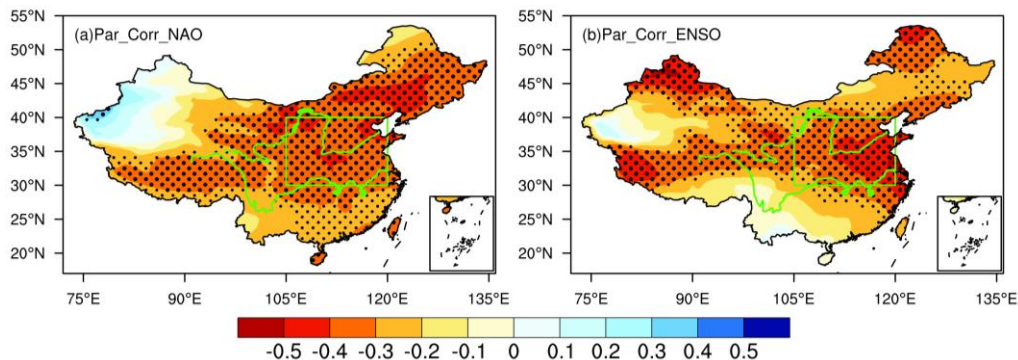 55°N
50°N
45°N
40°N
35°N
30°N
25°N
20°N
(a)Par_Corr_NAO
75°E 90°E 105°E 120°E 135°E
55°N
50°N
45°N
40°N
35°N
30°N
25°N
20°N
(b)Par_Corr_ENSO
75°E 90°E 105°E 120°E 135°E
-0.5 -0.4 -0.3 -0.2 -0.1 0 0.1 0.2 0.3 0.4 0.5